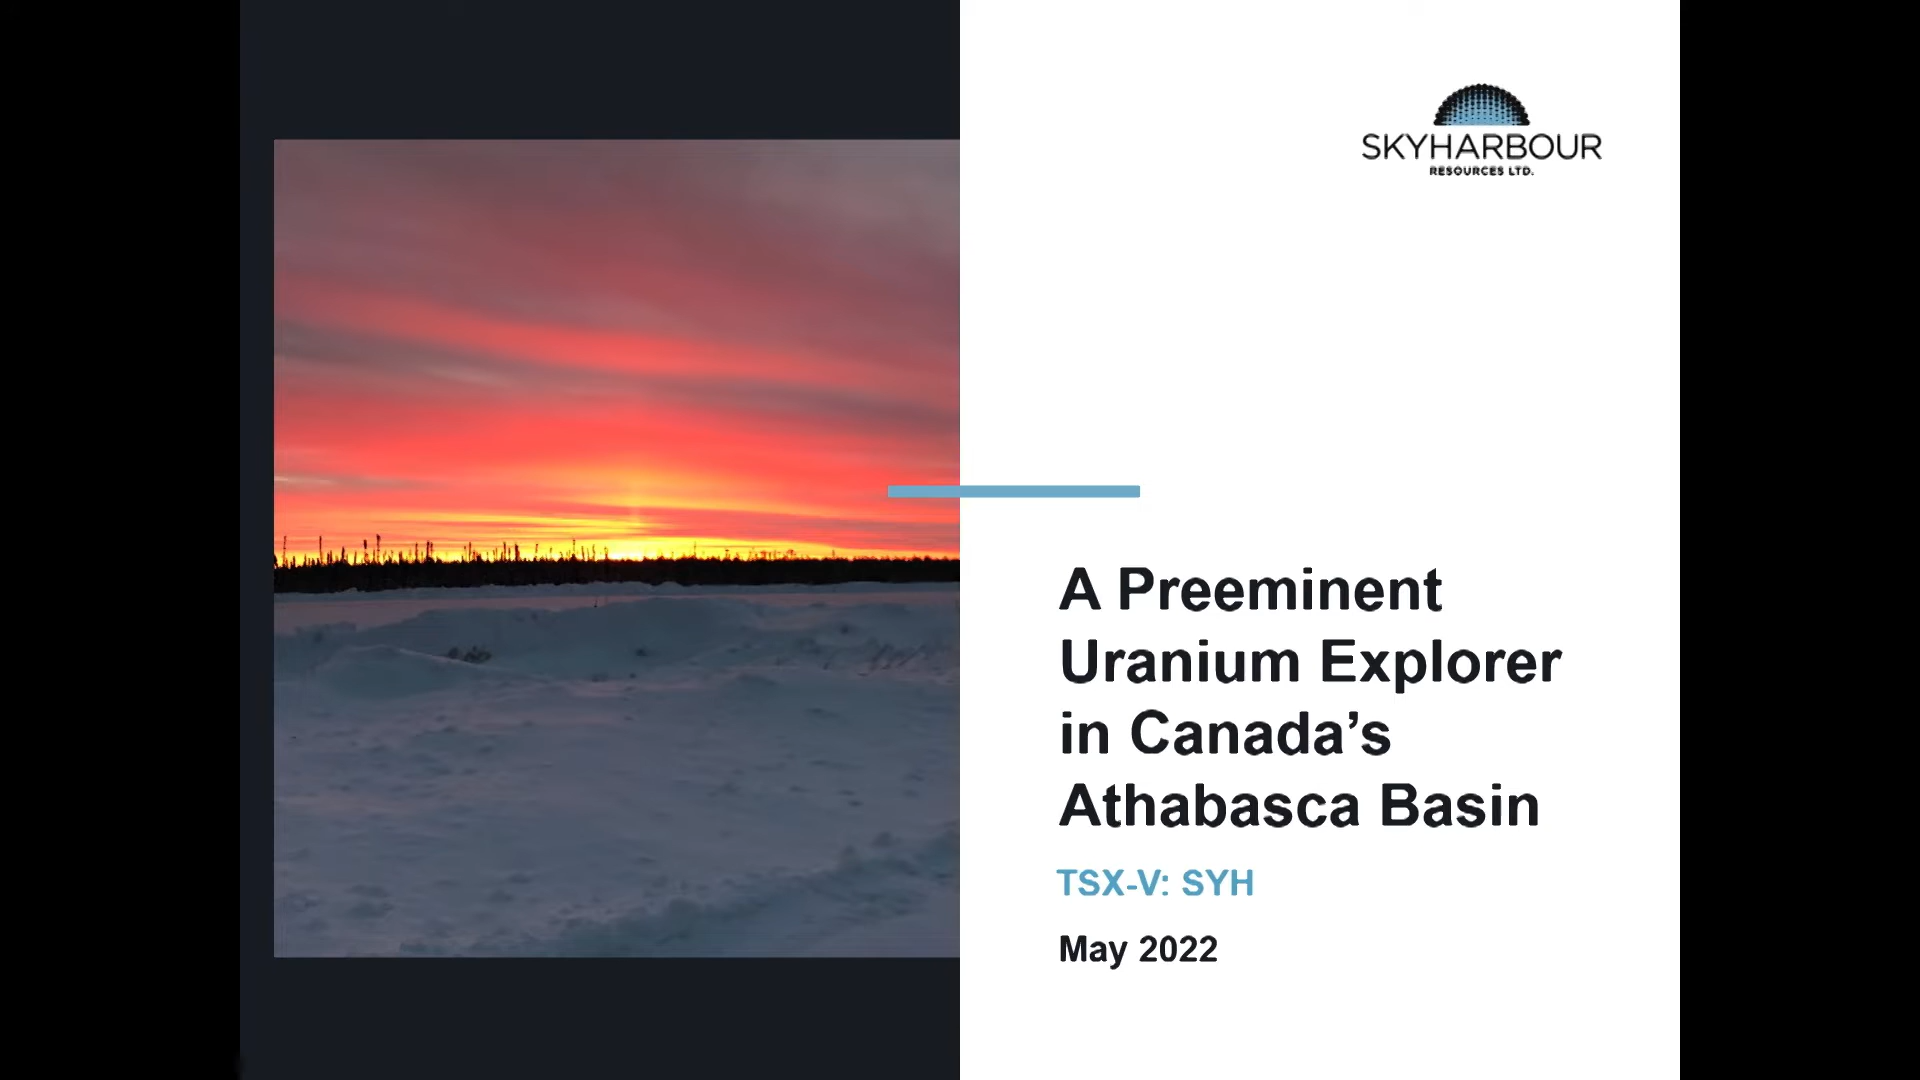 SKYHARBOUR
RESOURCES LTD.
A Preeminent
Uranium Explorer
in Canada’s
Athabasca Basin
TSX-V: SYH
May 2022